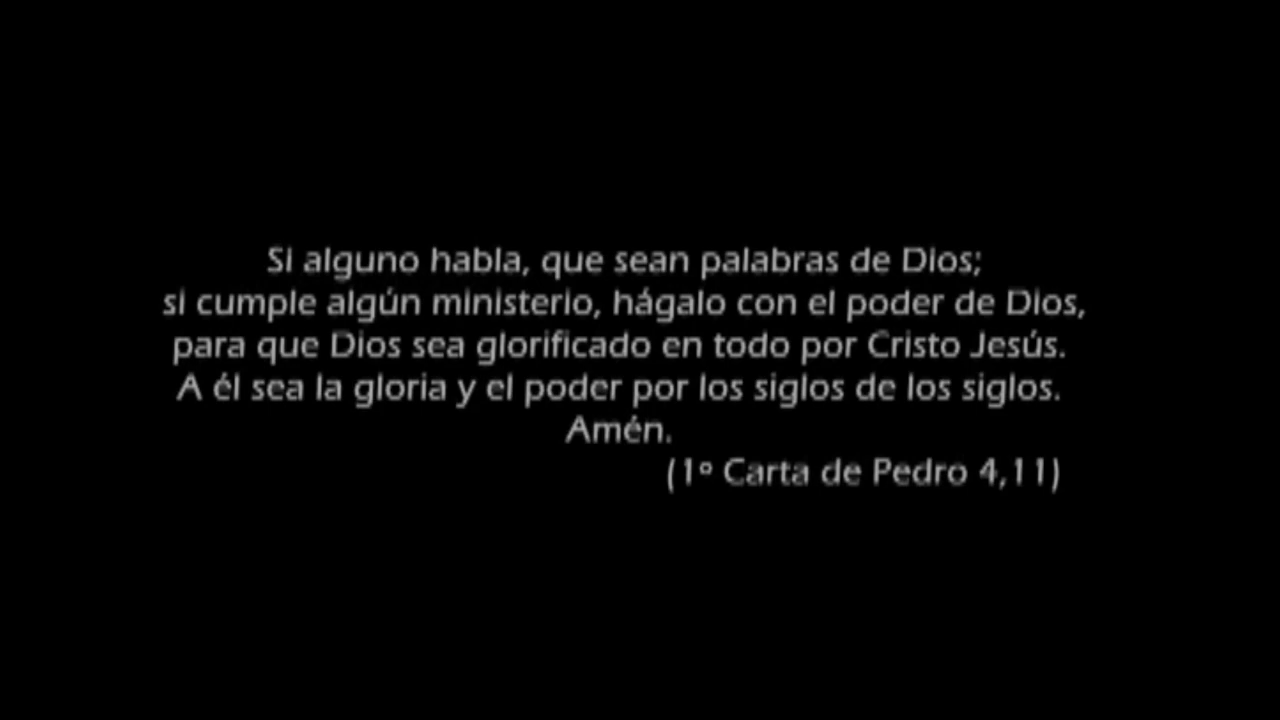 Si alguno habla, que sean palabras de Dios;
si cumple algún ministerio, hágalo con el poder de Dios,
para que Dios sea glorificado en todo por Cristo Jesús.
A él sea la gloria y el poder por los siglos de los siglos.
Amén.
(1º Carta de Pedro 4,11)